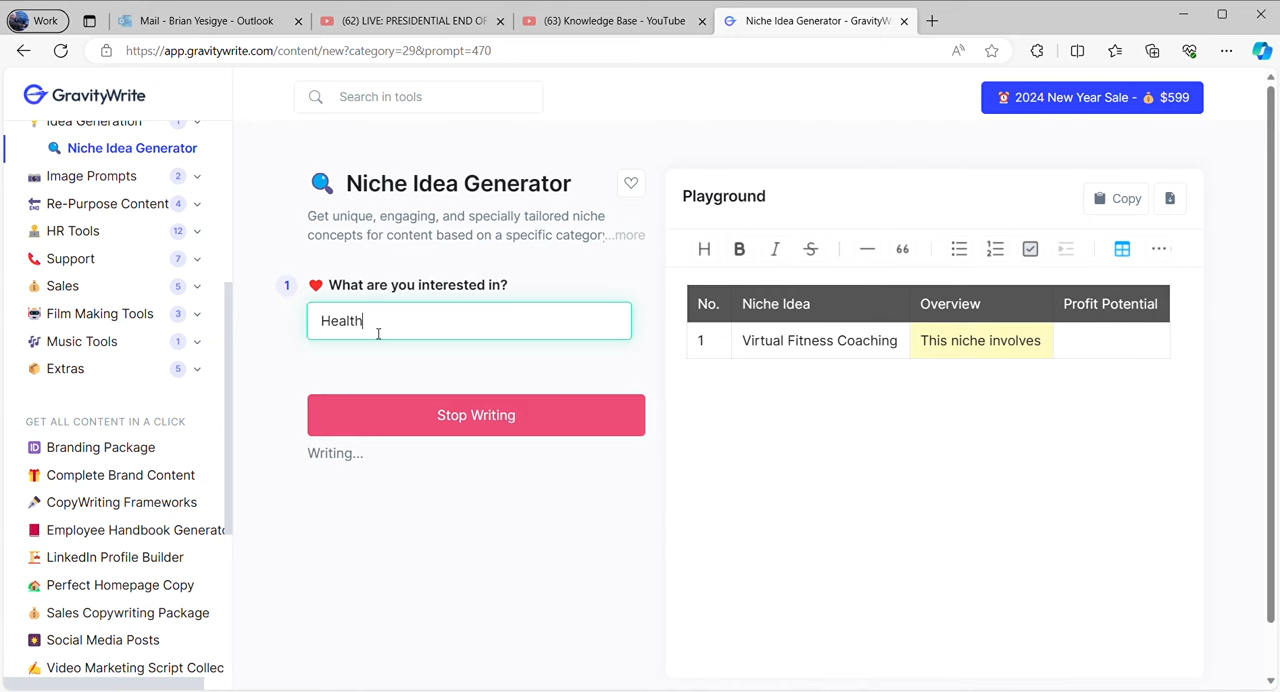 Work
Mail - Brian Yesigye - Outlook
(62) LIVE: PRESIDENTIAL END OF
(63) Knowledge Base - YouTube
Niche Idea Generator - GravityW
https://app.gravitywrite.com/content/new?category=29&prompt=470
GravityWrite
Search in tools
2024 New Year Sale - 💰 $599
Idea Generation 1
Niche Idea Generator
Image Prompts 2
Re-Purpose Content 4
HR Tools 12
Support 7
Sales 5
Film Making Tools 3
Music Tools 1
Extras 5
GET ALL CONTENT IN A CLICK
Branding Package
Complete Brand Content
CopyWriting Frameworks
Employee Handbook Generato
LinkedIn Profile Builder
Perfect Homepage Copy
Sales Copywriting Package
Social Media Posts
Video Marketing Script Collec
Niche Idea Generator
Get unique, engaging, and specially tailored niche
concepts for content based on a specific categor...more
1 What are you interested in?
Health
Stop Writing
Writing...
Playground
Copy
No. Niche Idea Overview Profit Potential
1 Virtual Fitness Coaching This niche involves